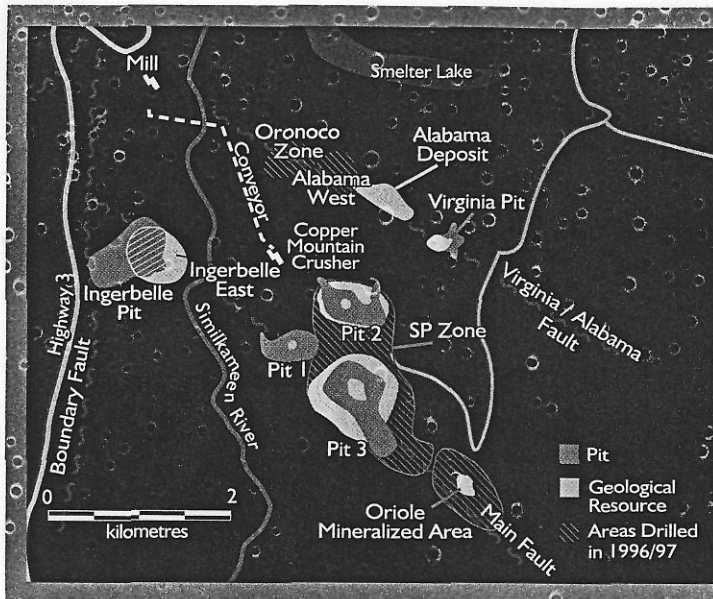 Mill
Smelter Lake
Oronoco
Zone
Alabama
Deposit
Alabama
West
Conveyor
Virginia Pit
Copper
Mountain
Crusher
Ingerbelle
East
Ingerbelle
Pit
Highway 3
Boundary Fault
Similkameen River
Pit 2
SP Zone
Virginia / Alabama
Fault
Pit 1
Pit 3
Oriole
Mineralized Area
Main Fault
0 2
kilometres
Pit
Geological
Resource
Areas Drilled
in 1996/97